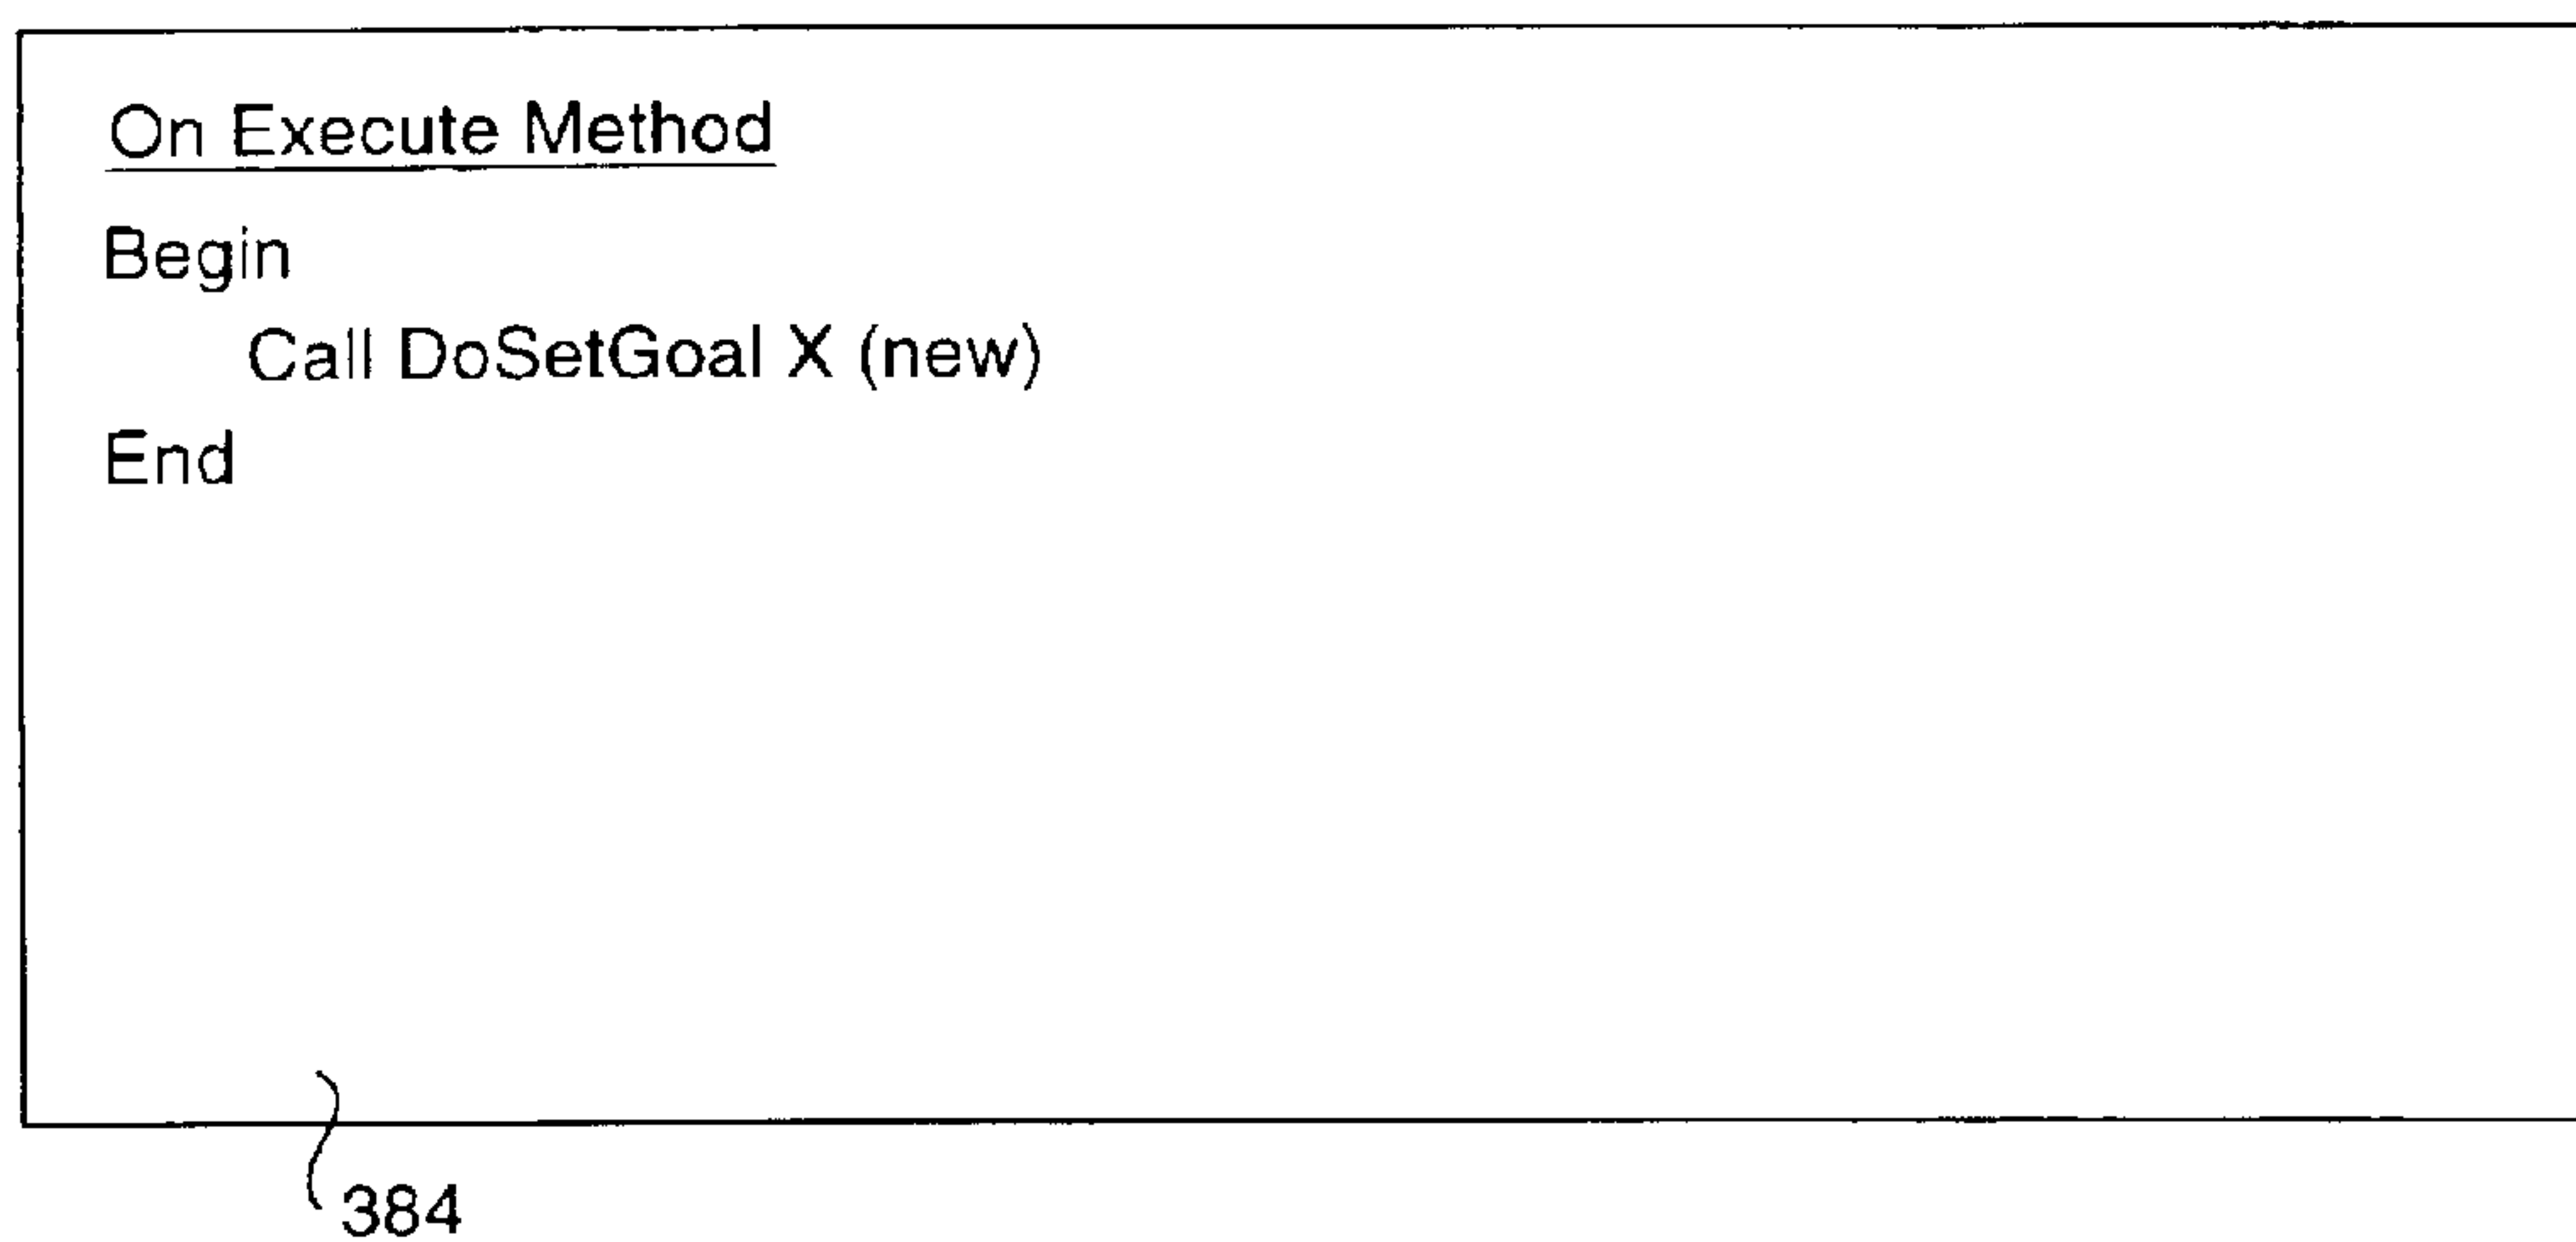 On Execute Method
Begin
Call DoSetGoal X (new)
End
384